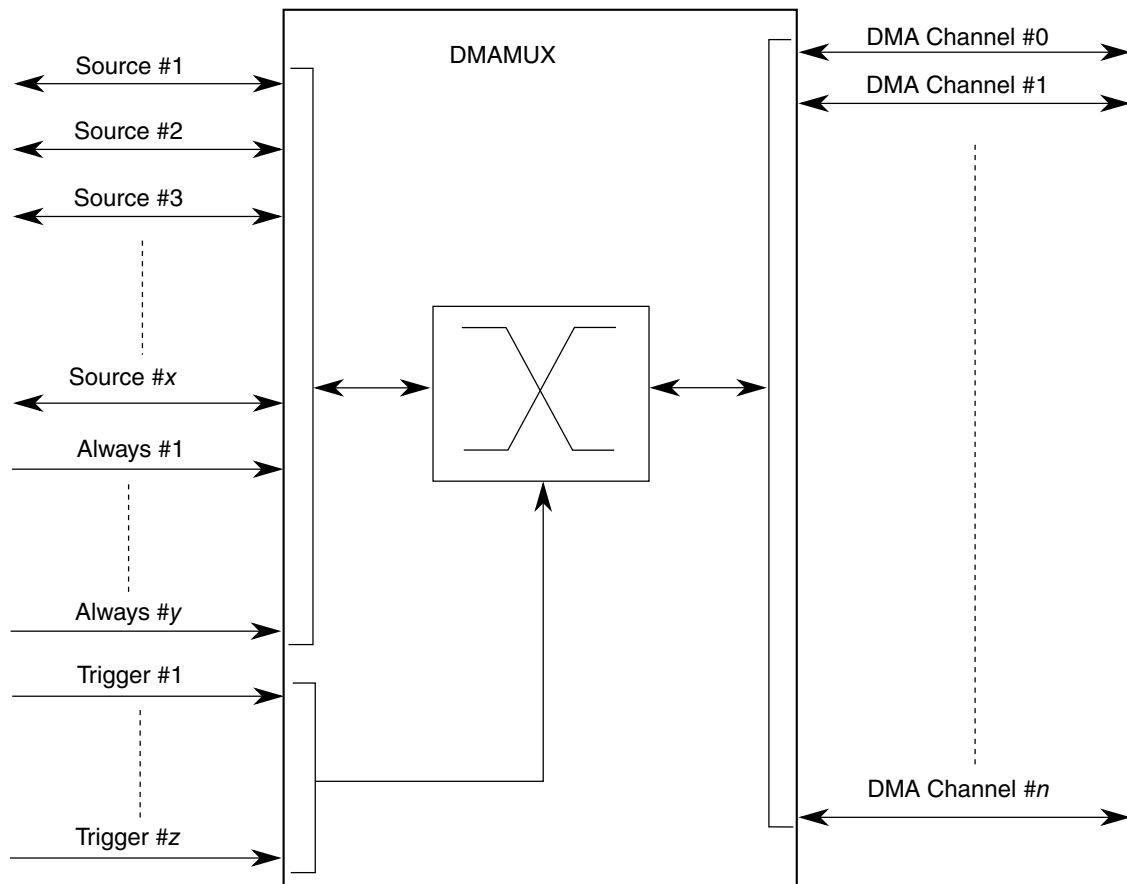 DMAMUX
Source #1
Source #2
Source #3
Source #x
Always #1
Always #y
Trigger #1
Trigger #z
DMA Channel #0
DMA Channel #1
DMA Channel #n